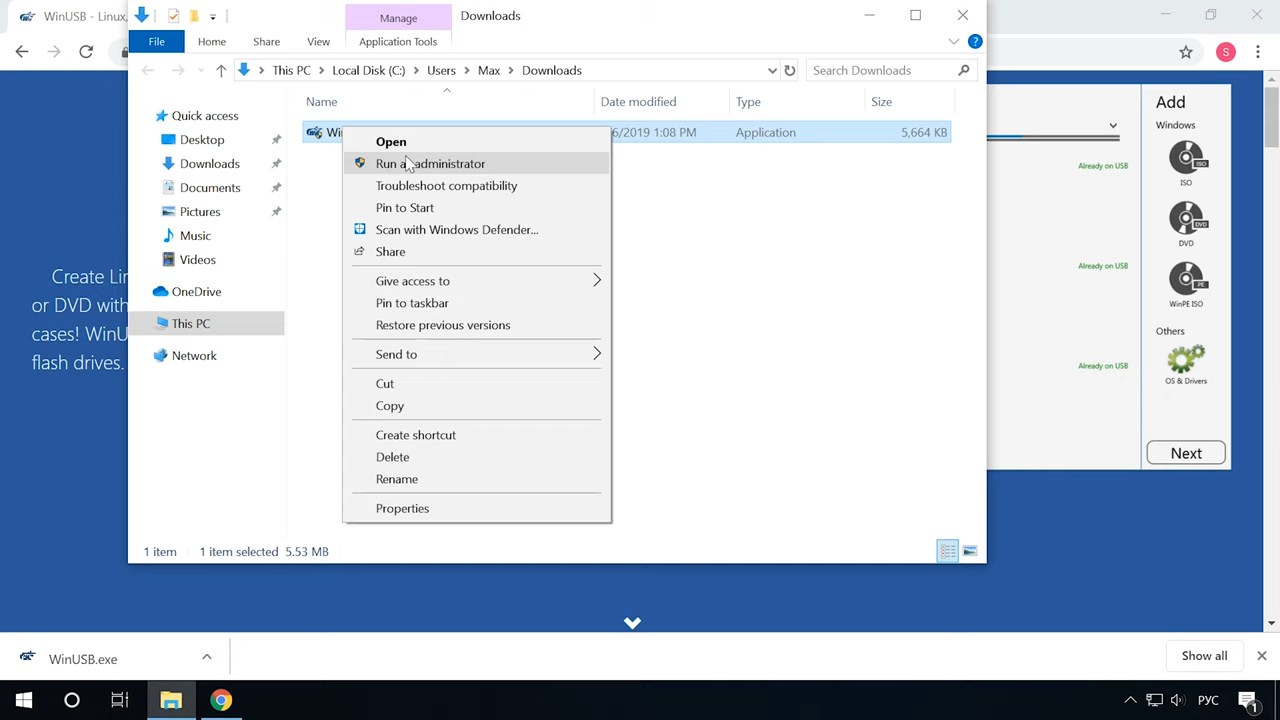 WinUSB - Linux,
Manage
Downloads
File
Home
Share
View
Application Tools
This PC
Local Disk (C:)
Users
Max
Downloads
Search Downloads
S
Name
Date modified
Type
Size
Quick access
Desktop
Downloads
Documents
Pictures
Music
Videos
OneDrive
This PC
Network
1:08 PM
Application
5,664 KB
Open
Run as administrator
Troubleshoot compatibility
Pin to Start
Scan with Windows Defender...
Share
Give access to
Pin to taskbar
Restore previous versions
Send to
Cut
Copy
Create shortcut
Delete
Rename
Properties
1 item
1 item selected 5.53 MB
or DVD with
cases!
flash drives.
Add
Windows
ISO
ISO
DVD
DVD
PE
WinPE ISO
Others
OS & Drivers
Already on USB
Already on USB
Already on USB
Next
WinUSB.exe
Show all
РУС
1